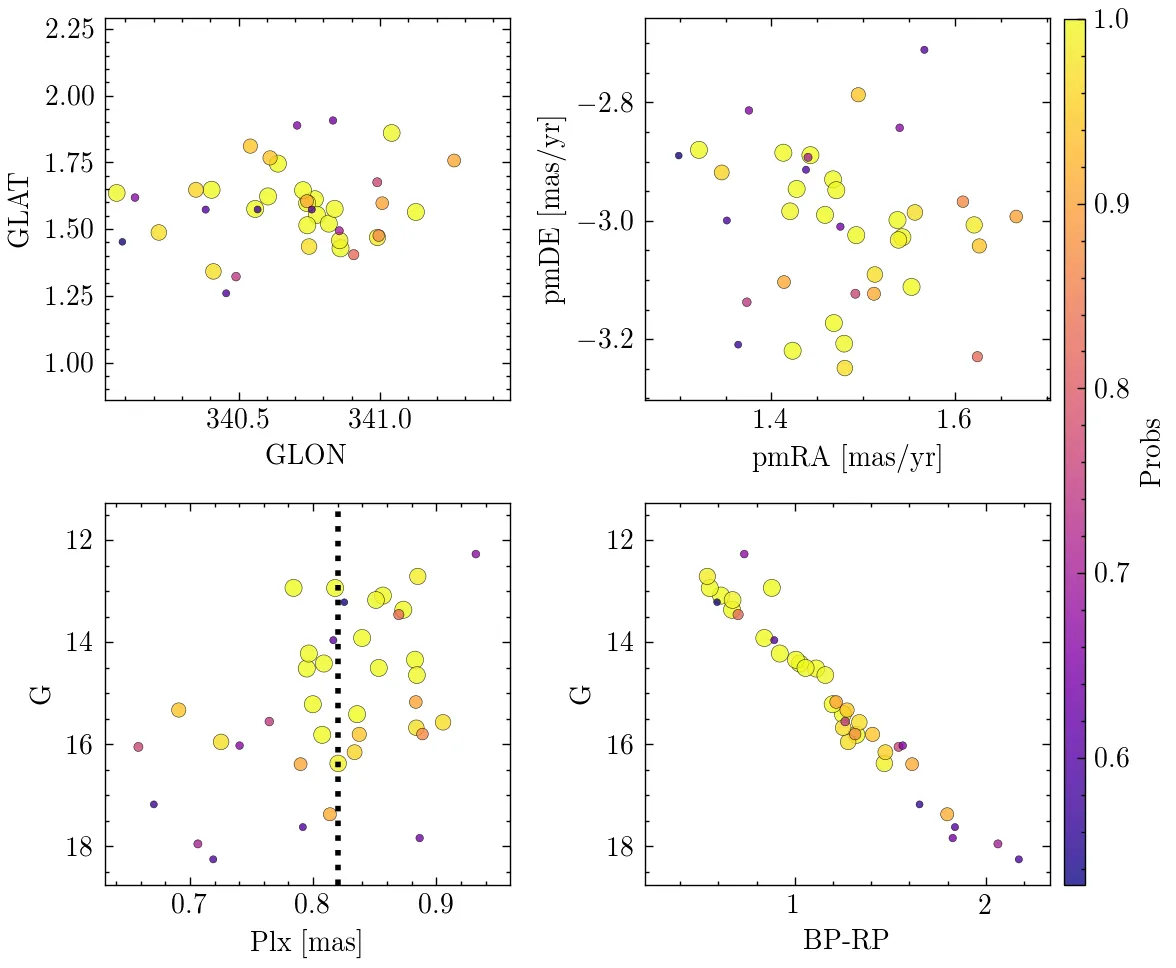 2.25
2.00
1.75
1.50
1.25
1.00
GLAT
340.5 341.0
GLON
−2.8
−3.0
−3.2
pmDE [mas/yr]
1.4 1.6
pmRA [mas/yr]
12
14
16
18
G
0.7 0.8 0.9
Plx [mas]
12
14
16
18
G
1 2
BP-RP
1.0
0.9
0.8
0.7
0.6
Probs